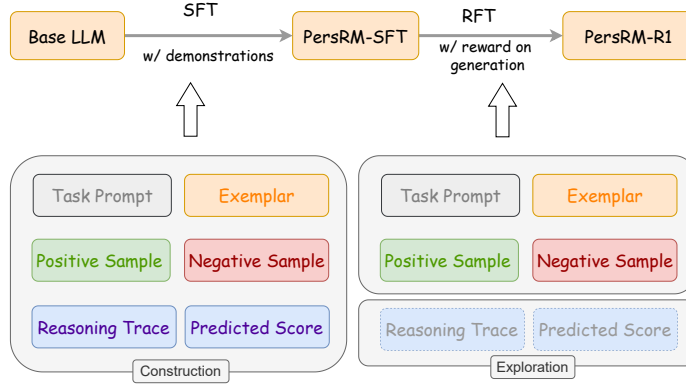 SFT
RFT
Base LLM
PersRM-SFT
PersRM-R1
w/ demonstrations
w/ reward on
generation
Task Prompt
Exemplar
Task Prompt
Exemplar
Positive Sample
Negative Sample
Positive Sample
Negative Sample
Reasoning Trace
Predicted Score
Reasoning Trace
Predicted Score
Construction
Exploration